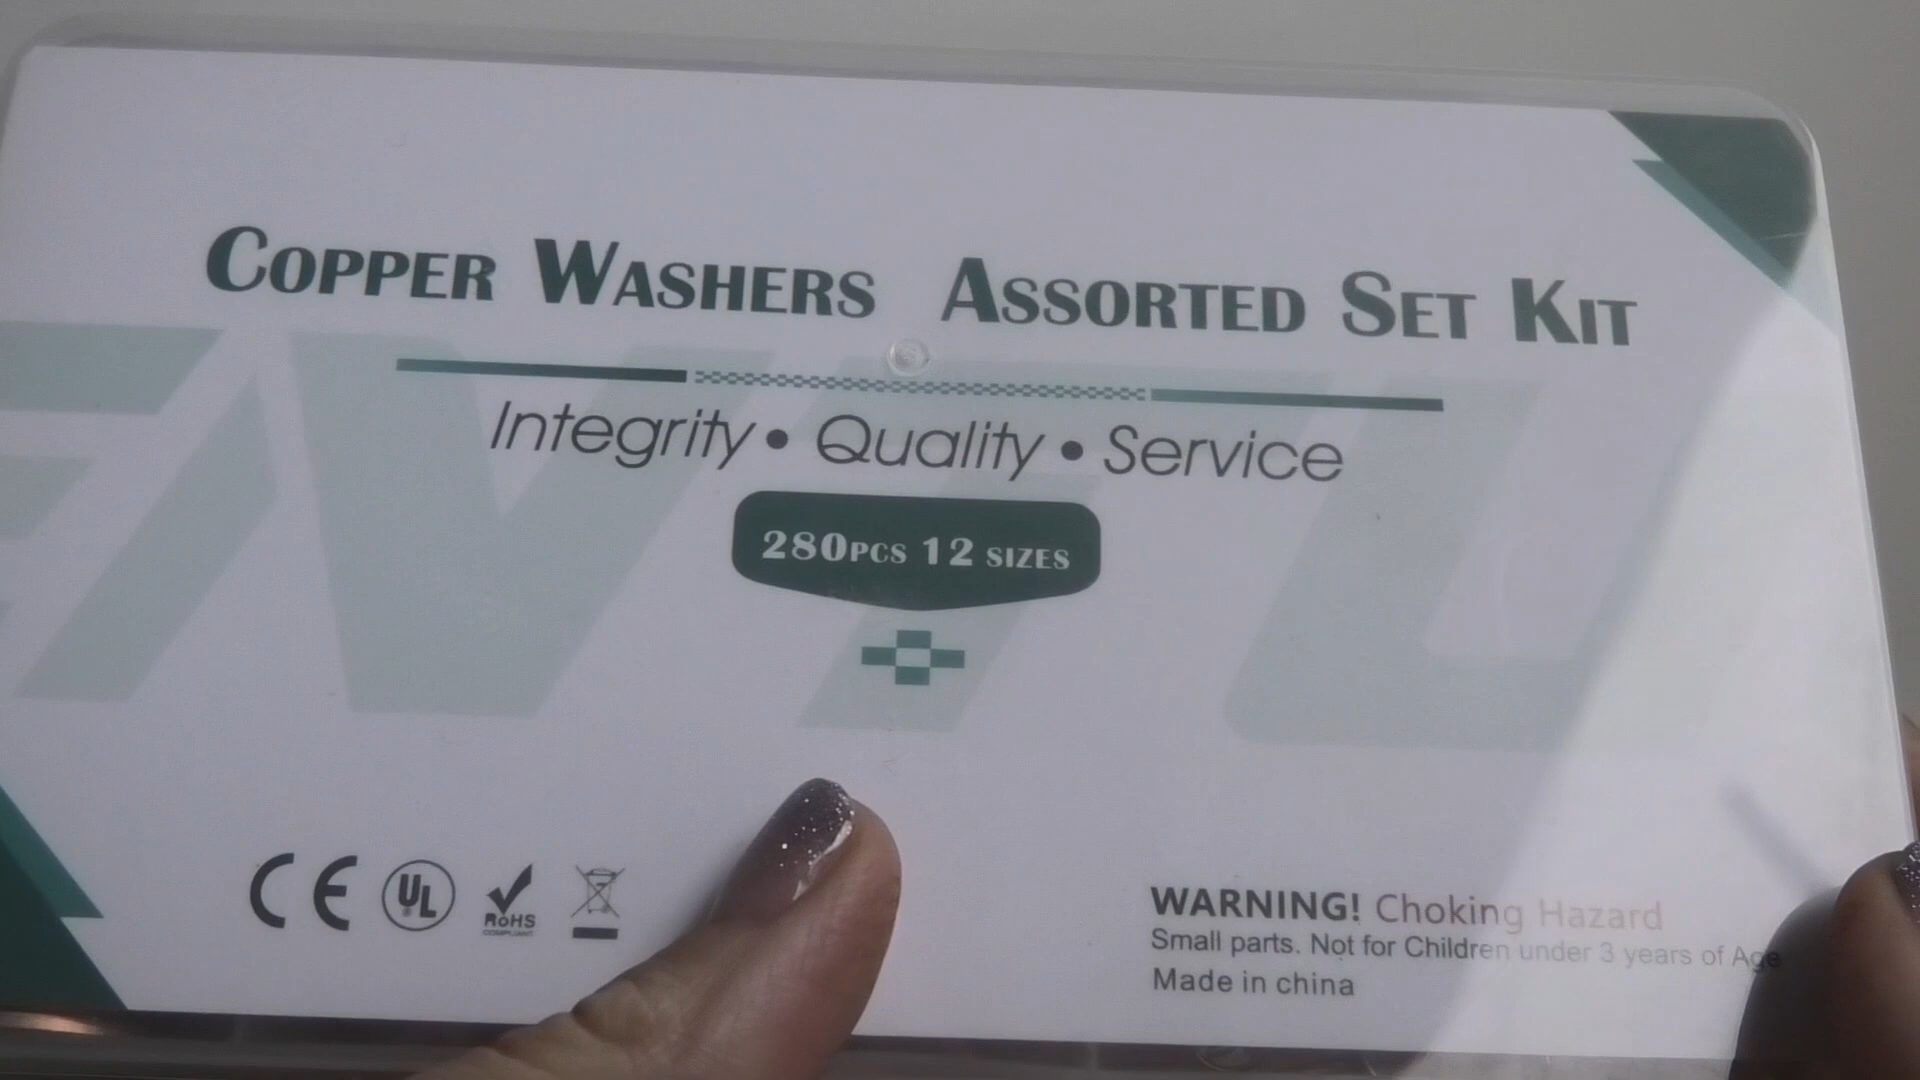 COPPER WASHERS ASSORTED SET KIT
Integrity • Quality • Service
280PCS 12 SIZES
CE
UL
RoHS
COMPLIANT
WARNING! Choking Hazard
Small parts. Not for Children under 3 years of Age
Made in china